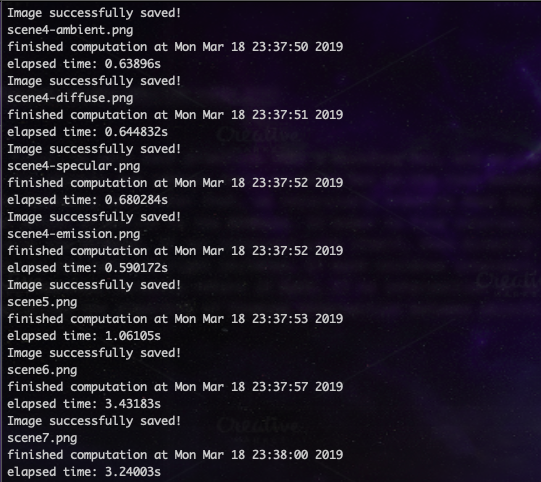 Image successfully saved!
scene4-ambient.png
finished computation at Mon Mar 18 23:37:50 2019
elapsed time: 0.63896s
Image successfully saved!
scene4-diffuse.png
finished computation at Mon Mar 18 23:37:51 2019
elapsed time: 0.644832s
Image successfully saved!
scene4-specular.png
finished computation at Mon Mar 18 23:37:52 2019
elapsed time: 0.680284s
Image successfully saved!
scene4-emission.png
finished computation at Mon Mar 18 23:37:52 2019
elapsed time: 0.590172s
Image successfully saved!
scene5.png
finished computation at Mon Mar 18 23:37:53 2019
elapsed time: 1.06105s
Image successfully saved!
scene6.png
finished computation at Mon Mar 18 23:37:57 2019
elapsed time: 3.43183s
Image successfully saved!
scene7.png
finished computation at Mon Mar 18 23:38:00 2019
elapsed time: 3.24003s